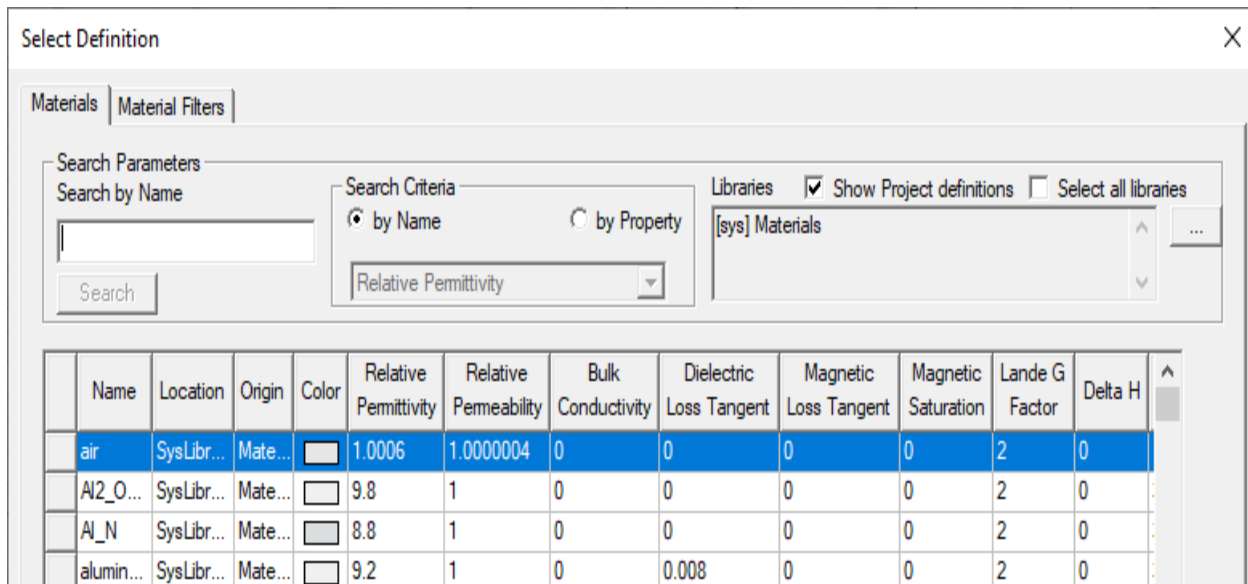 Select Definition
Materials Material Filters
Search Parameters
Search by Name Search Criteria Libraries Show Project definitions Select all libraries
by Name by Property [sys] Materials ...
Relative Permittivity
Search
Name Location Origin Color Relative Permittivity Relative Permeability Bulk Conductivity Dielectric Loss Tangent Magnetic Loss Tangent Magnetic Saturation Lande G Factor Delta H
air SysLibr... Mate... 1.0006 1.0000004 0 0 0 0 2 0
Al2_O... SysLibr... Mate... 9.8 1 0 0 0 0 2 0
Al_N SysLibr... Mate... 8.8 1 0 0 0 0 2 0
alumin... SysLibr... Mate... 9.2 1 0 0.008 0 0 2 0